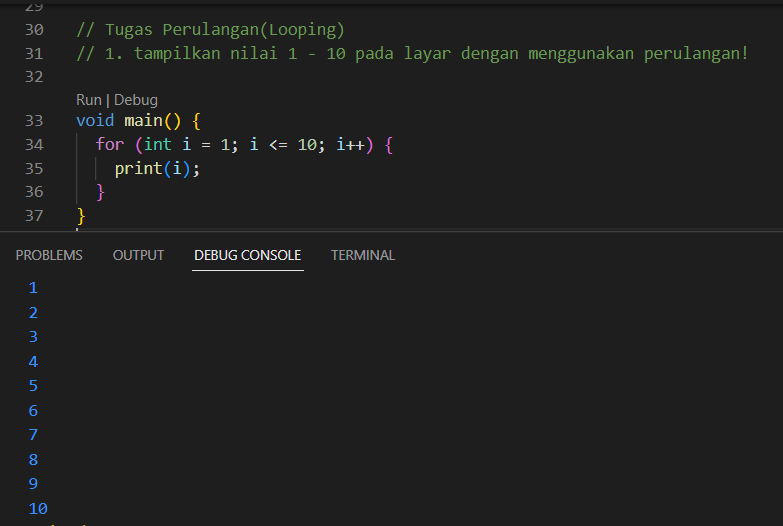 29
30 // Tugas Perulangan(Looping)
31 // 1. tampilkan nilai 1 - 10 pada layar dengan menggunakan perulangan!
32
Run | Debug
33 void main() {
34 for (int i = 1; i <= 10; i++) {
35 print(i);
36 }
37 }
PROBLEMS OUTPUT DEBUG CONSOLE TERMINAL
1
2
3
4
5
6
7
8
9
10